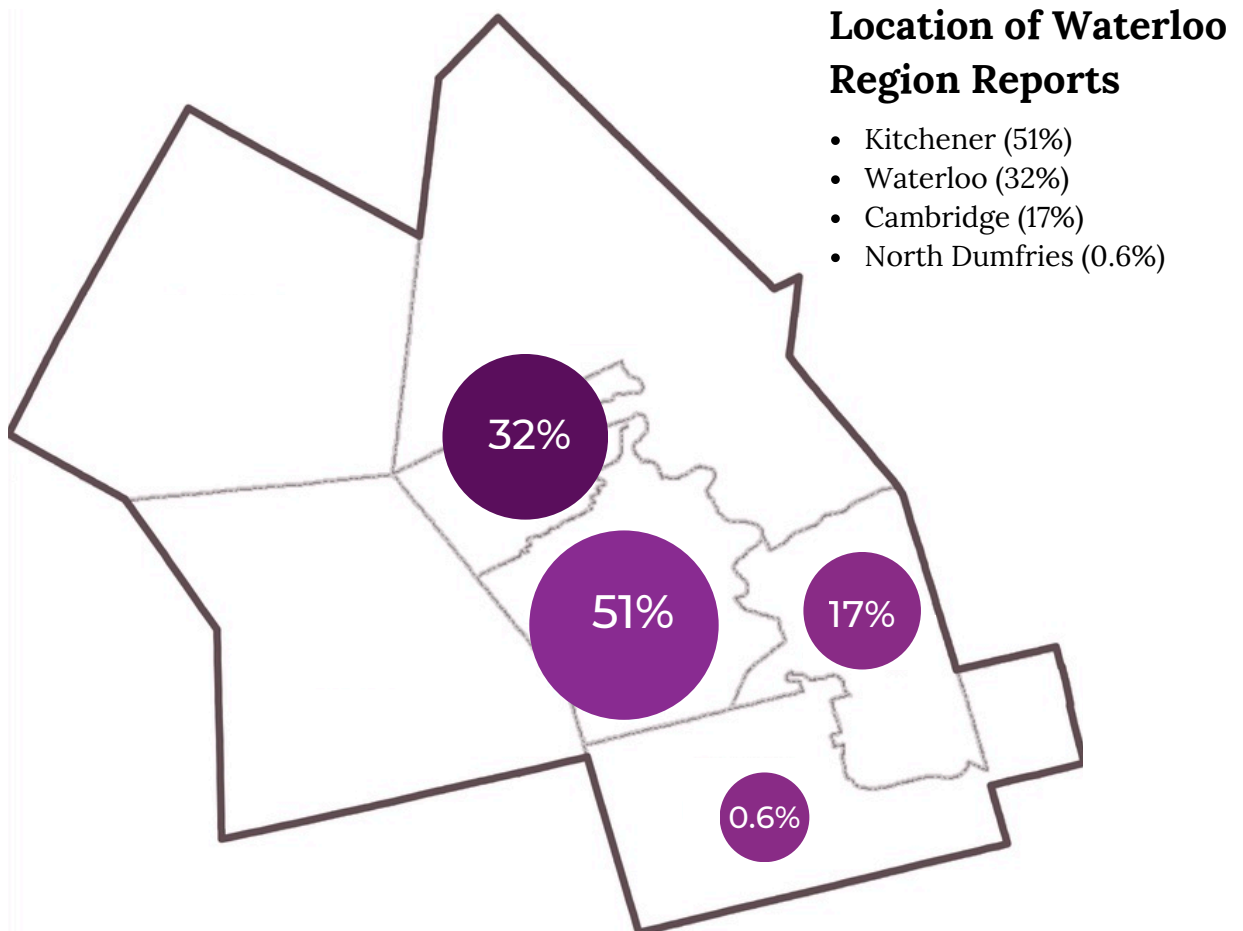 Location of Waterloo
Region Reports
• Kitchener (51%)
• Waterloo (32%)
• Cambridge (17%)
• North Dumfries (0.6%)
32%
51%
17%
0.6%